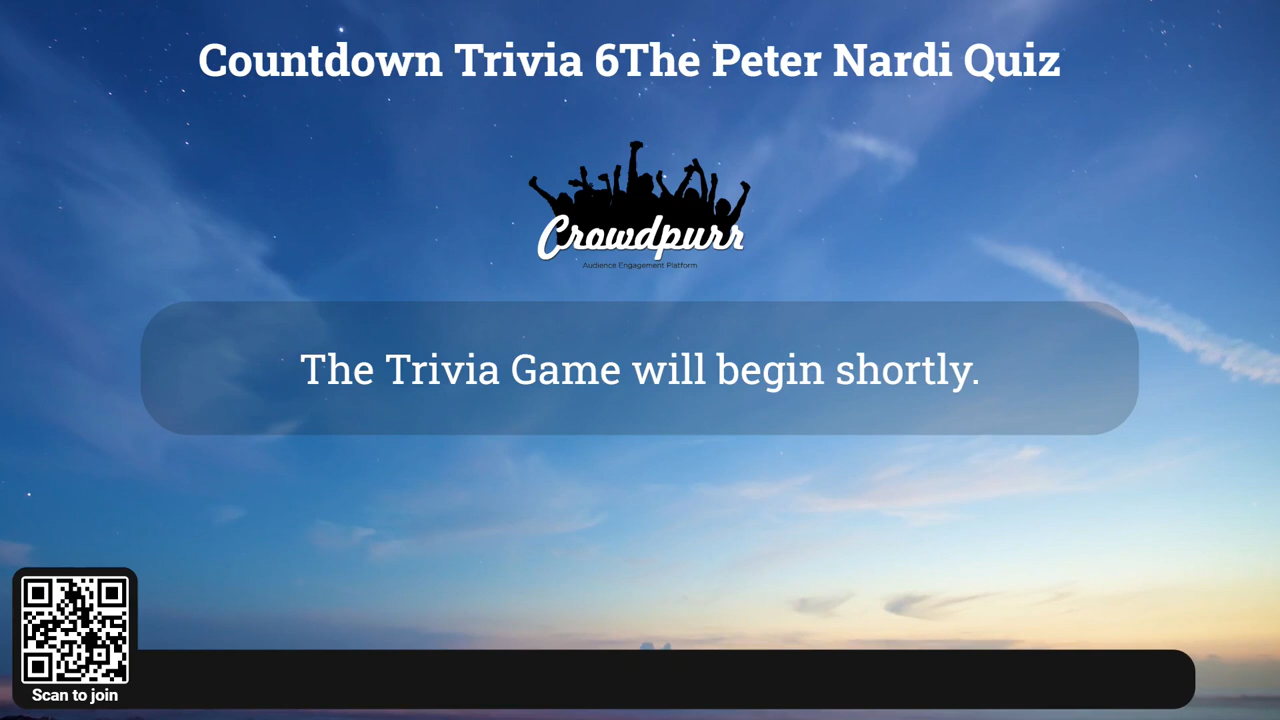 Countdown Trivia 6The Peter Nardi Quiz
Crowdpurr
Audience Engagement Platform
The Trivia Game will begin shortly.
Scan to join